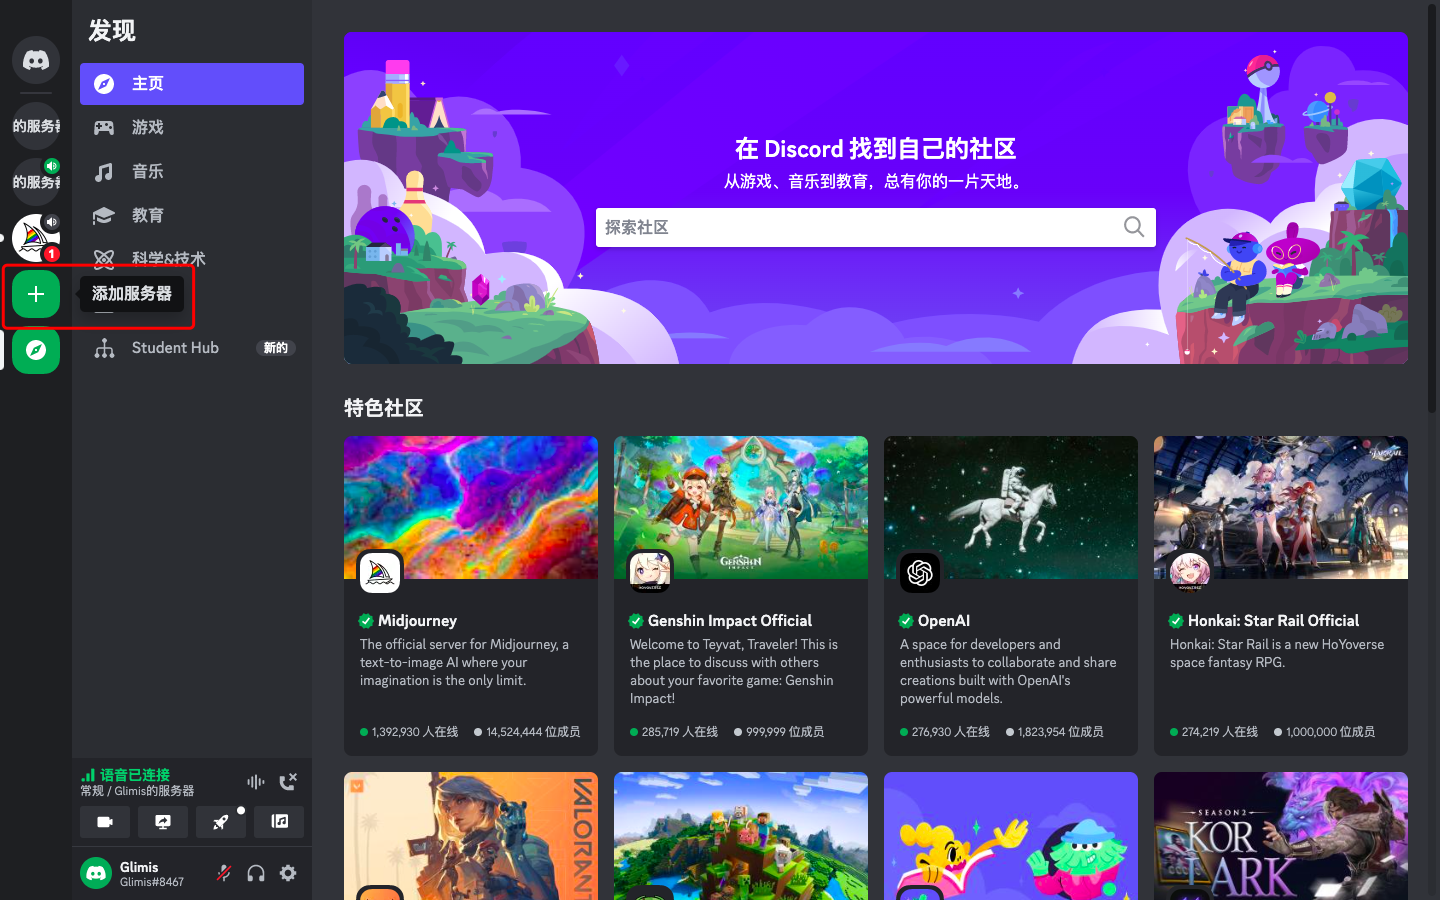 发现
的服务
的服务
1
主页
游戏
音乐
教育
科学&技术
添加服务器
Student Hub
新的
语音已连接
常规 / Glimis的服务器
Glimis
Glimis#8467
在 Discord 找到自己的社区
从游戏、音乐到教育，总有你的一片天地。
探索社区
特色社区
GENSHIN
IMPACT
Midjourney
The official server for Midjourney, a
text-to-image AI where your
imagination is the only limit.
1,392,930 人在线
14,524,444 位成员
Genshin Impact Official
Welcome to Teyvat, Traveler! This is
the place to discuss with others
about your favorite game: Genshin
Impact!
285,719 人在线
999,999 位成员
OpenAI
A space for developers and
enthusiasts to collaborate and share
creations built with OpenAI's
powerful models.
276,930 人在线
1,823,954 位成员
Honkai: Star Rail Official
Honkai: Star Rail is a new HoYoverse
space fantasy RPG.
274,219 人在线
1,000,000 位成员
VALORANT
SEASON 2
KOR
ARK